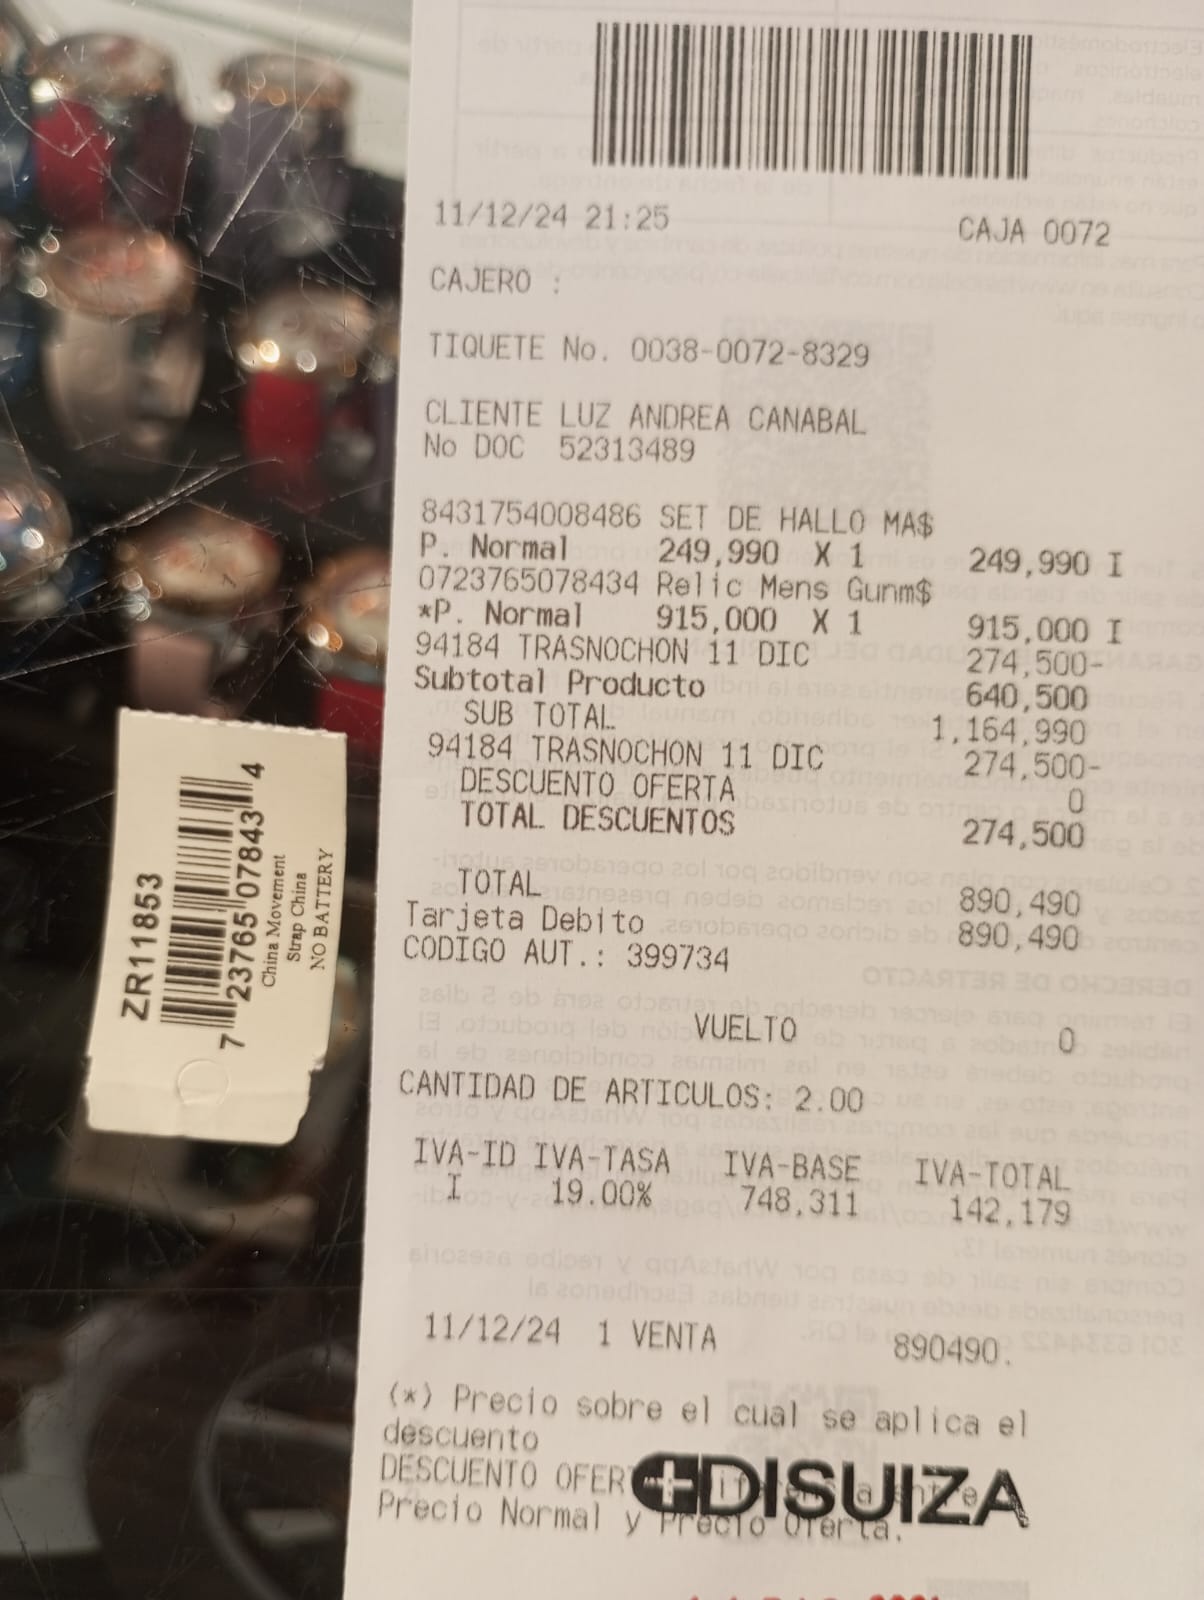 11/12/24 21:25 CAJA 0072
CAJERO :
TIQUETE No. 0038-0072-8329
CLIENTE LUZ ANDREA CANABAL
No DOC 52313489
8431754008486 SET DE HALLO MA$
P. Normal 249,990 X 1 249,990 I
0723765078434 Relic Mens Gunm$
*P. Normal 915,000 X 1 915,000 I
94184 TRASNOCHON 11 DIC 274,500-
Subtotal Producto 640,500
SUB TOTAL 1,164,990
94184 TRASNOCHON 11 DIC 274,500-
DESCUENTO OFERTA 0
TOTAL DESCUENTOS 274,500
TOTAL 890,490
Tarjeta Debito 890,490
CODIGO AUT.: 399734
VUELTO 0
CANTIDAD DE ARTICULOS: 2.00
IVA-ID IVA-TASA IVA-BASE IVA-TOTAL
I 19.00% 748,311 142,179
11/12/24 1 VENTA 890490.
(*) Precio sobre el cual se aplica el
descuento
DESCUENTO
Precio Normal y Precio Oferta.
DISUIZA
ZR11853
7 23765 07843 4
China Movement
Strap China
NO BATTERY